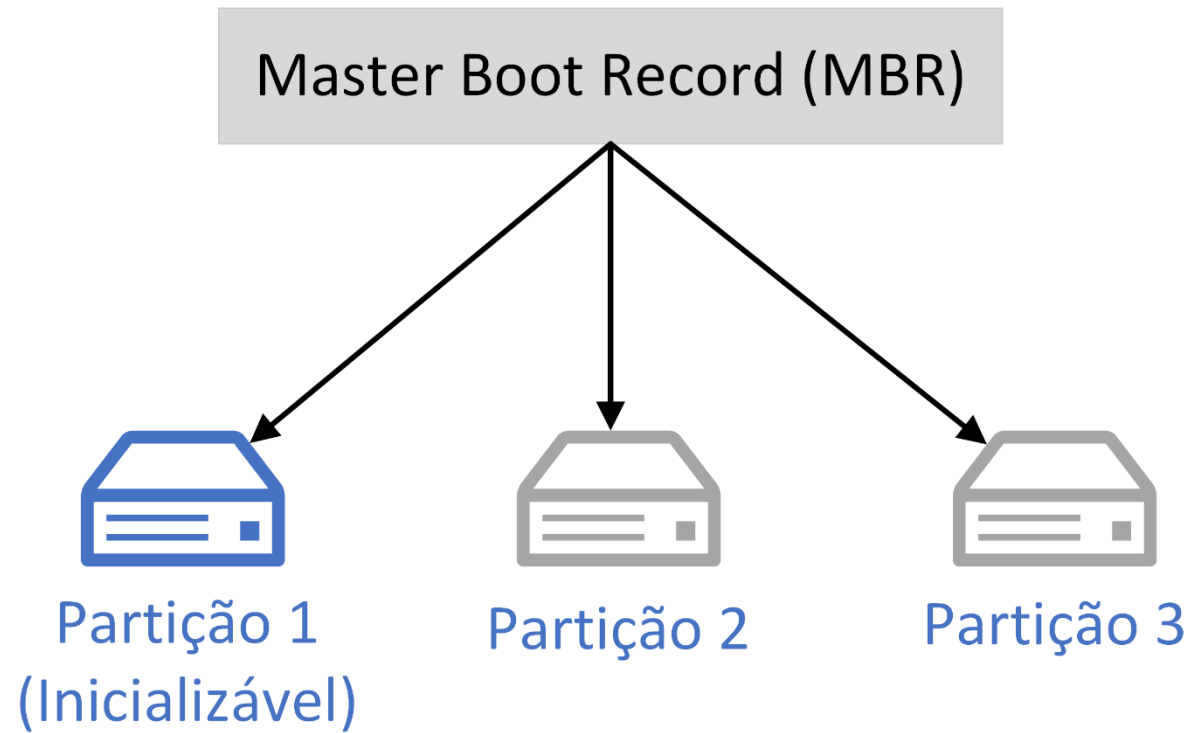 Master Boot Record (MBR)
Partição 1
(Inicializável)
Partição 2
Partição 3